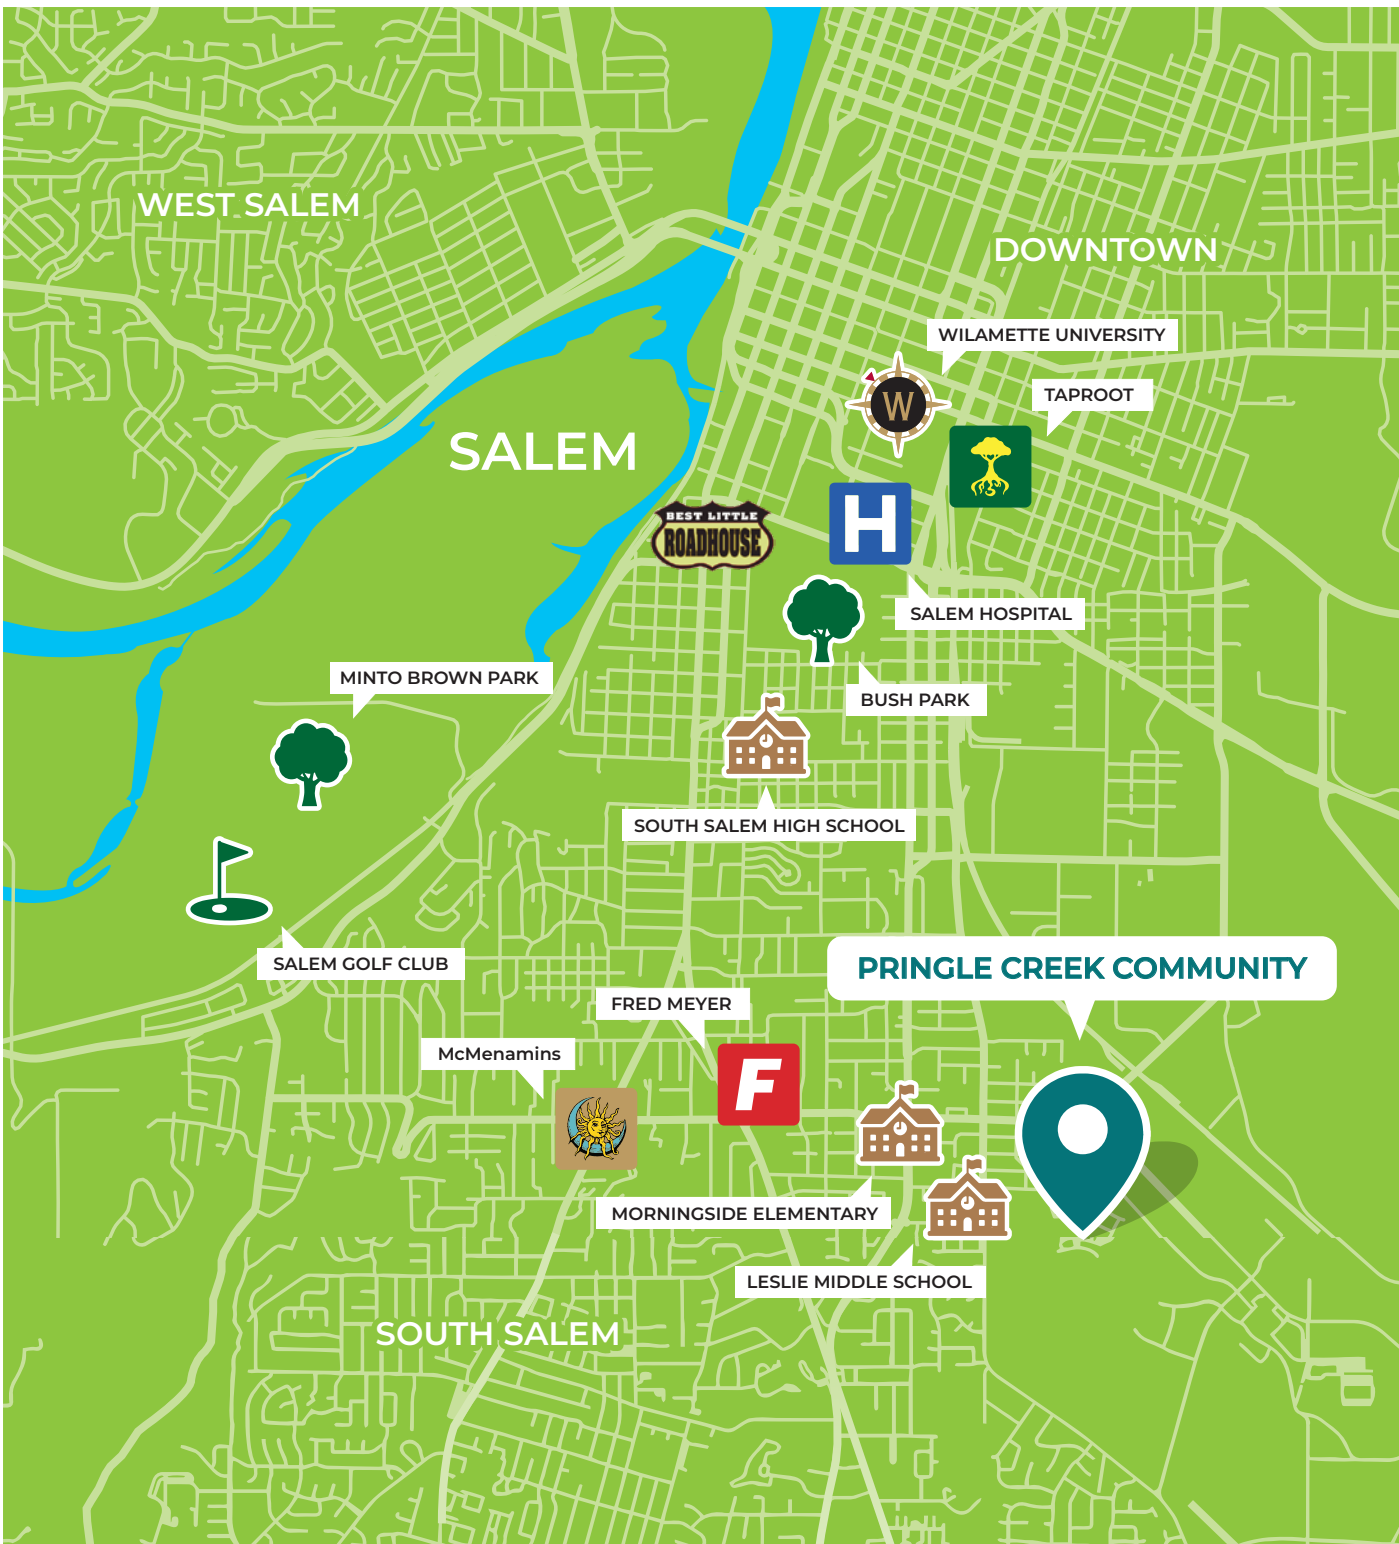 WEST SALEM
DOWNTOWN
WILAMETTE UNIVERSITY
TAPROOT
W
SALEM
H
BEST LITTLE
ROADHOUSE
SALEM HOSPITAL
MINTO BROWN PARK
BUSH PARK
SOUTH SALEM HIGH SCHOOL
SALEM GOLF CLUB
PRINGLE CREEK COMMUNITY
FRED MEYER
McMenamins
F
MORNINGSIDE ELEMENTARY
LESLIE MIDDLE SCHOOL
SOUTH SALEM